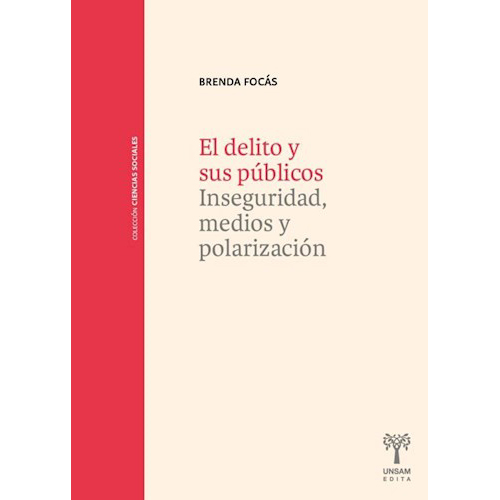 BRENDA FOCÁS
El delito y
sus públicos
Inseguridad,
medios y
polarización
COLECCIÓN CIENCIAS SOCIALES
UNSAM
EDITA